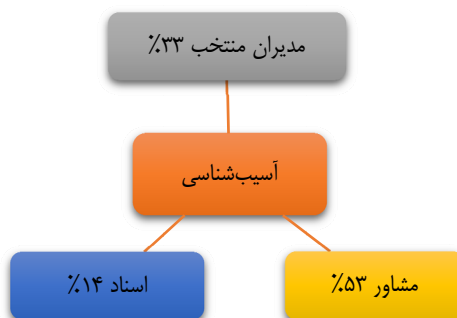 مدیران منتخب ۳۳٪
آسیب‌شناسی
مشاور ۵۳٪
اسناد ۱۴٪